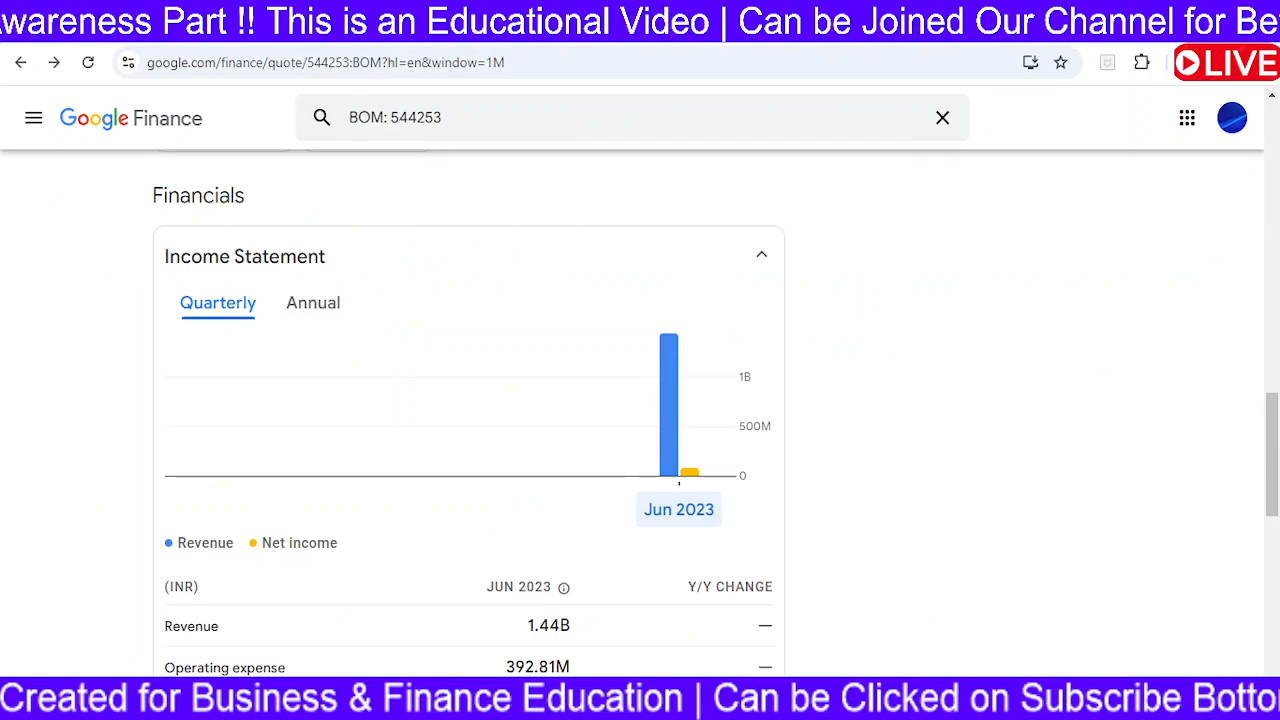 wareness Part !! This is an Educational Video | Can be Joined Our Channel for Be
google.com/finance/quote/544253:BOM?hl=en&window=1M
LIVE
Google Finance
BOM: 544253
Financials
Income Statement
Quarterly Annual
1B
500M
0
Jun 2023
Revenue Net income
(INR) JUN 2023 Y/Y CHANGE
Revenue 1.44B —
Operating expense 392.81M —
Created for Business & Finance Education | Can be Clicked on Subscribe Botto